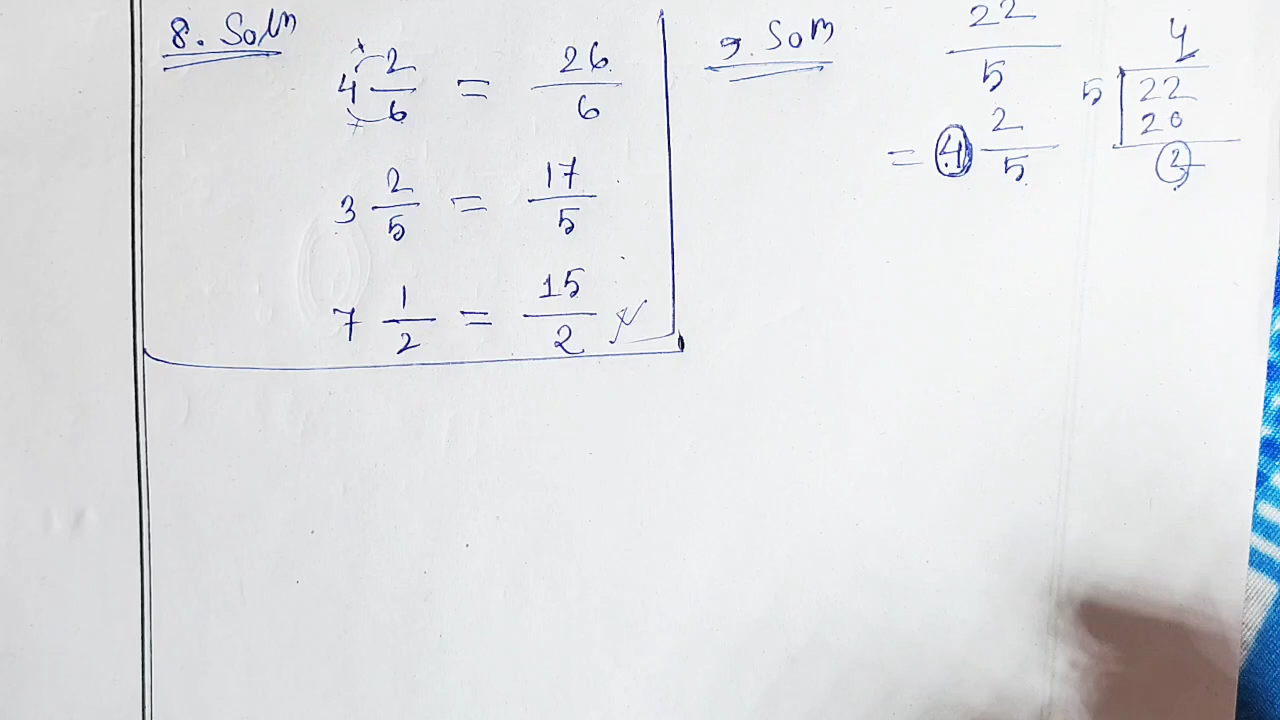 8. Soln
4 2/6 = 26/6
3 2/5 = 17/5
7 1/2 = 15/2
9. Soln
22/5
= 4 2/5
4
5 22
20
2